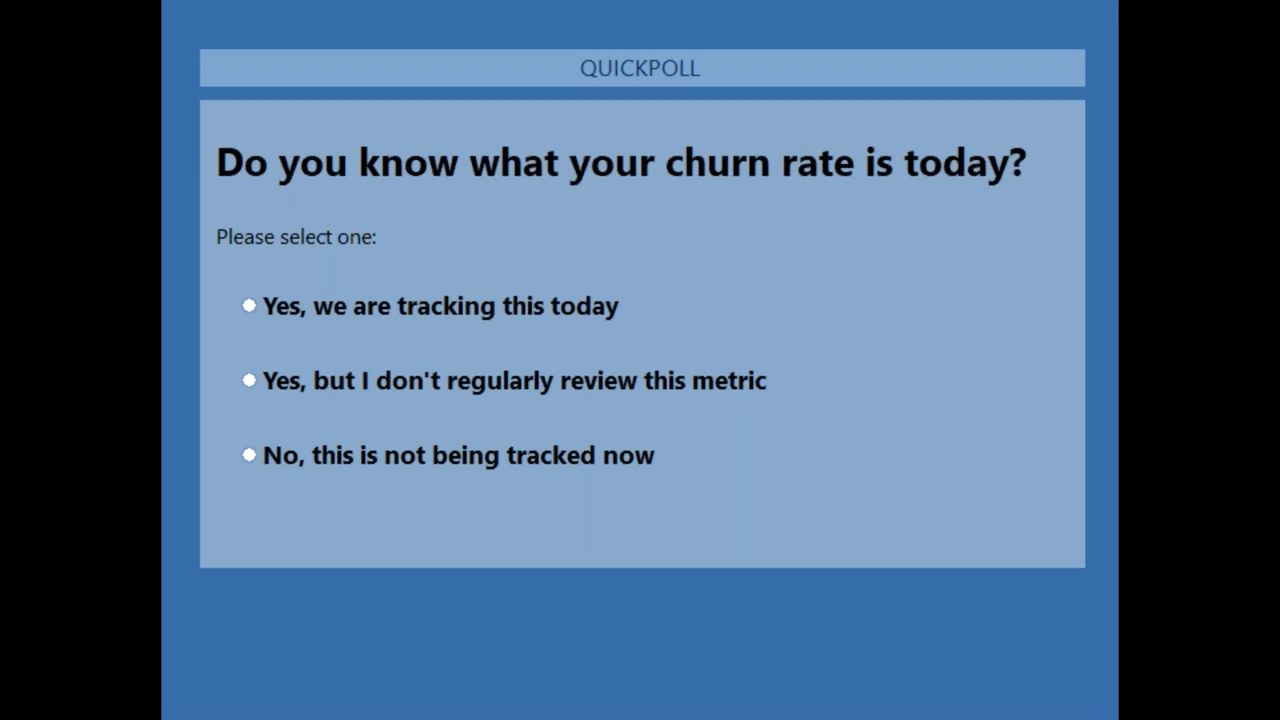 QUICKPOLL
Do you know what your churn rate is today?
Please select one:
Yes, we are tracking this today
Yes, but I don't regularly review this metric
No, this is not being tracked now